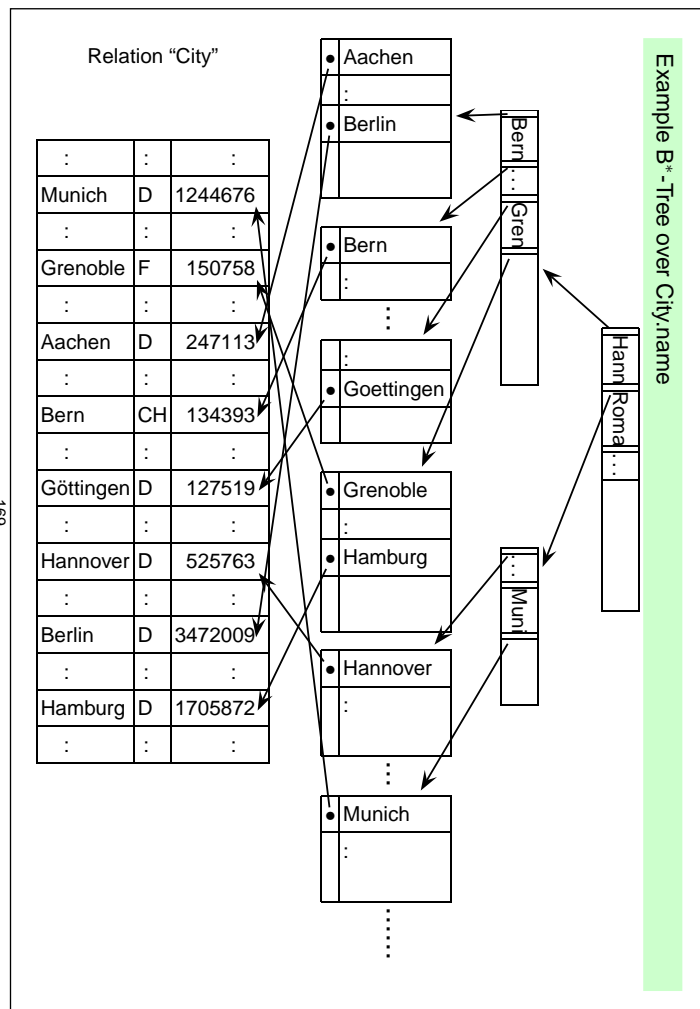 Example B*-Tree over City.name
Relation “City”
: : :
Munich D 1244676
: : :
Grenoble F 150758
: : :
Aachen D 247113
: : :
Bern CH 134393
: : :
Göttingen D 127519
: : :
Hannover D 525763
: : :
Berlin D 3472009
: : :
Hamburg D 1705872
: : :
• Aachen
:
• Berlin
• Bern
:
⋮
:
• Goettingen
• Grenoble
:
• Hamburg
• Hannover
:
⋮
• Munich
:
⋮
Bern ... Gren
... Muni
Hann Roma ...
169